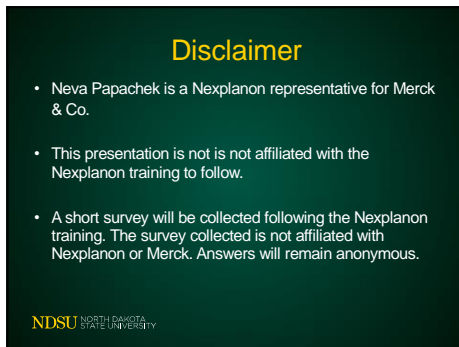 Disclaimer
• Neva Papachek is a Nexplanon representative for Merck
& Co.
• This presentation is not is not affiliated with the
Nexplanon training to follow.
• A short survey will be collected following the Nexplanon
training. The survey collected is not affiliated with
Nexplanon or Merck. Answers will remain anonymous.
NDSU NORTH DAKOTA
STATE UNIVERSITY